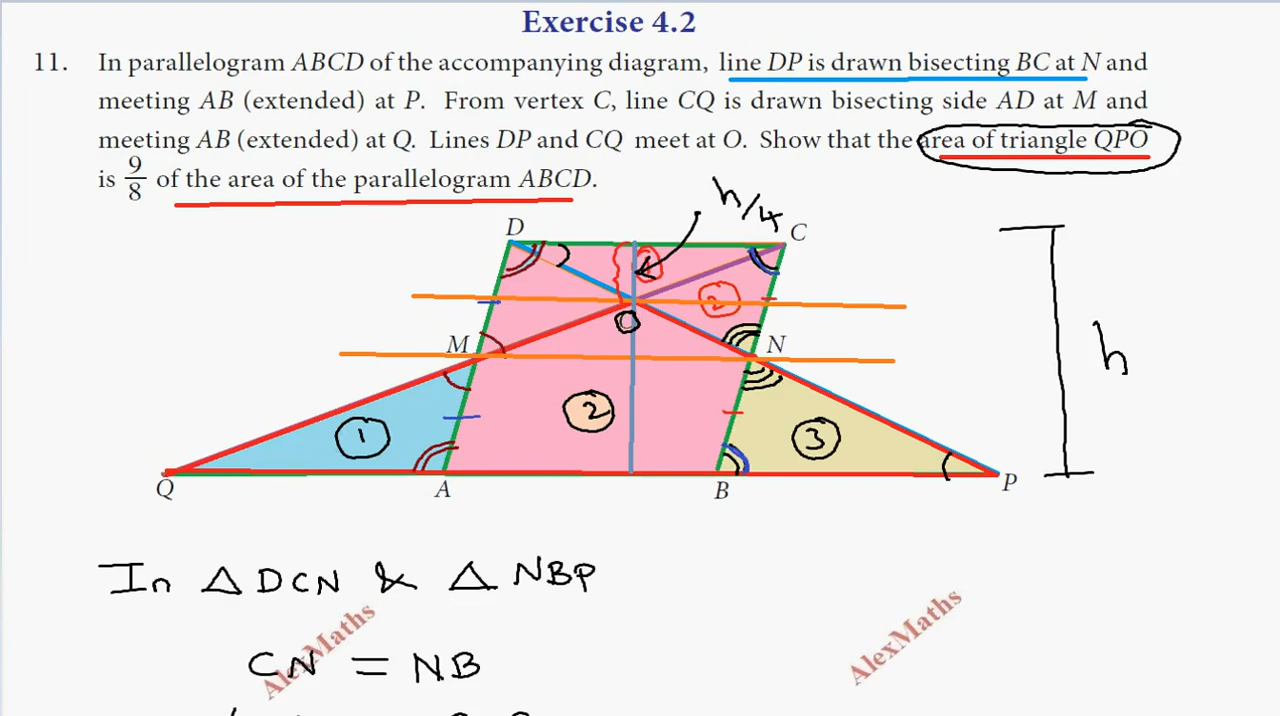 Exercise 4.2
11. In parallelogram ABCD of the accompanying diagram, line DP is drawn bisecting BC at N and
meeting AB (extended) at P. From vertex C, line CQ is drawn bisecting side AD at M and
meeting AB (extended) at Q. Lines DP and CQ meet at O. Show that the area of triangle QPO
is 9/8 of the area of the parallelogram ABCD.
h/4
D C
2
O
M N
h
1 2 3
Q A B P
In △ DCN & △ NBP
AlexMaths AlexMaths
CN = NB